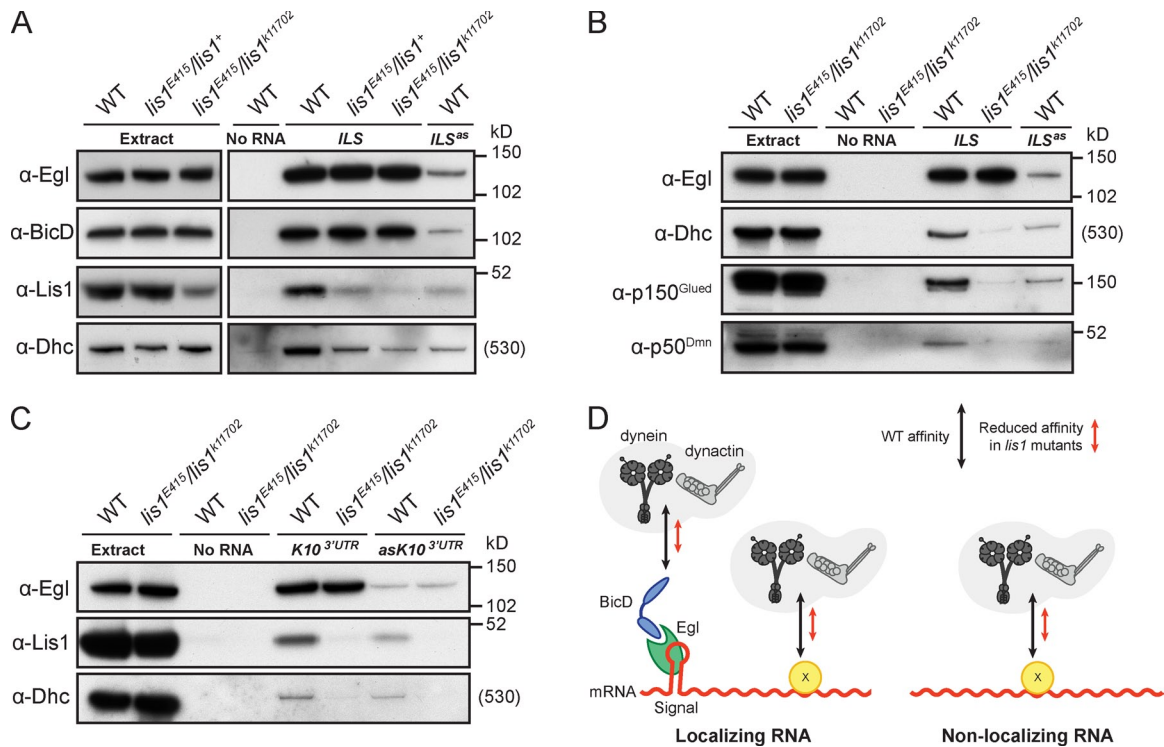 A
WT
lis1E415/lis1+
lis1E415/lis1k11702
WT
WT
lis1E415/lis1+
lis1E415/lis1k11702
WT
Extract
No RNA
ILS
ILSas
kD
α-Egl
150
102
α-BicD
102
α-Lis1
52
α-Dhc
(530)
B
WT
lis1E415/lis1k11702
WT
lis1E415/lis1k11702
WT
lis1E415/lis1k11702
WT
Extract
No RNA
ILS
ILSas
kD
α-Egl
150
102
α-Dhc
(530)
α-p150Glued
150
α-p50Dmn
52
C
WT
lis1E415/lis1k11702
WT
lis1E415/lis1k11702
WT
lis1E415/lis1k11702
WT
lis1E415/lis1k11702
Extract
No RNA
K10 3'UTR
asK10 3'UTR
kD
α-Egl
150
102
α-Lis1
52
α-Dhc
(530)
D
dynein
dynactin
WT affinity
Reduced affinity
in lis1 mutants
BicD
Egl
mRNA
Signal
X
X
Localizing RNA
Non-localizing RNA